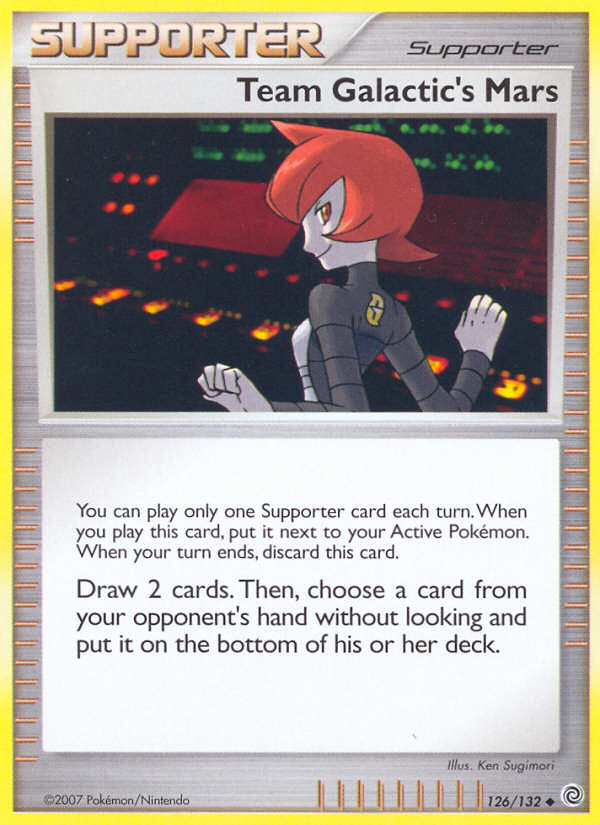 SUPPORTER
Supporter
Team Galactic's Mars
You can play only one Supporter card each turn. When
you play this card, put it next to your Active Pokémon.
When your turn ends, discard this card.
Draw 2 cards. Then, choose a card from
your opponent's hand without looking and
put it on the bottom of his or her deck.
Illus. Ken Sugimori
©2007 Pokémon/Nintendo
126/132